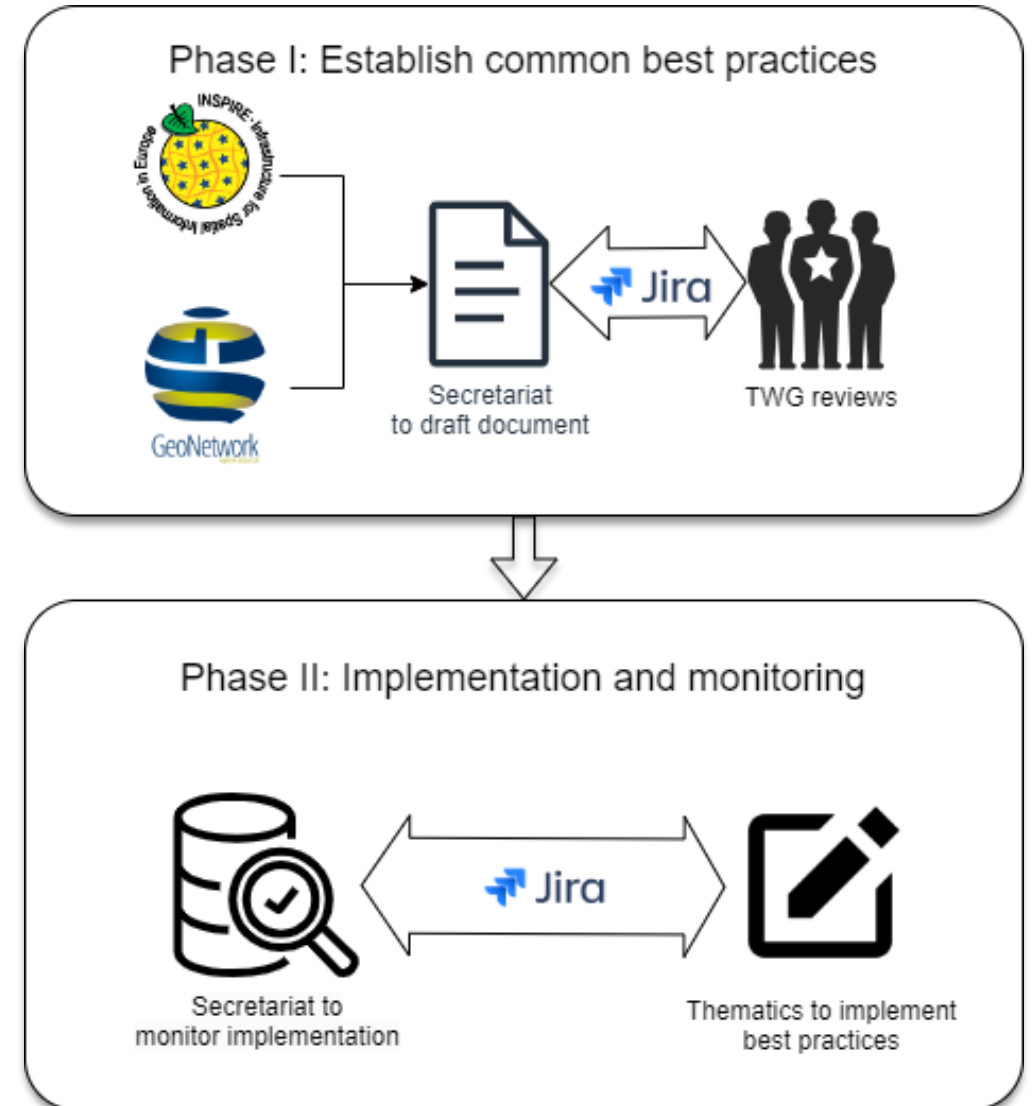 Phase I: Establish common best practices
INSPIRE · Infrastructure for Spatial Information in Europe
GeoNetwork
Jira
Secretariat
to draft document
TWG reviews
Phase II: Implementation and monitoring
Jira
Secretariat to
monitor implementation
Thematics to implement
best practices